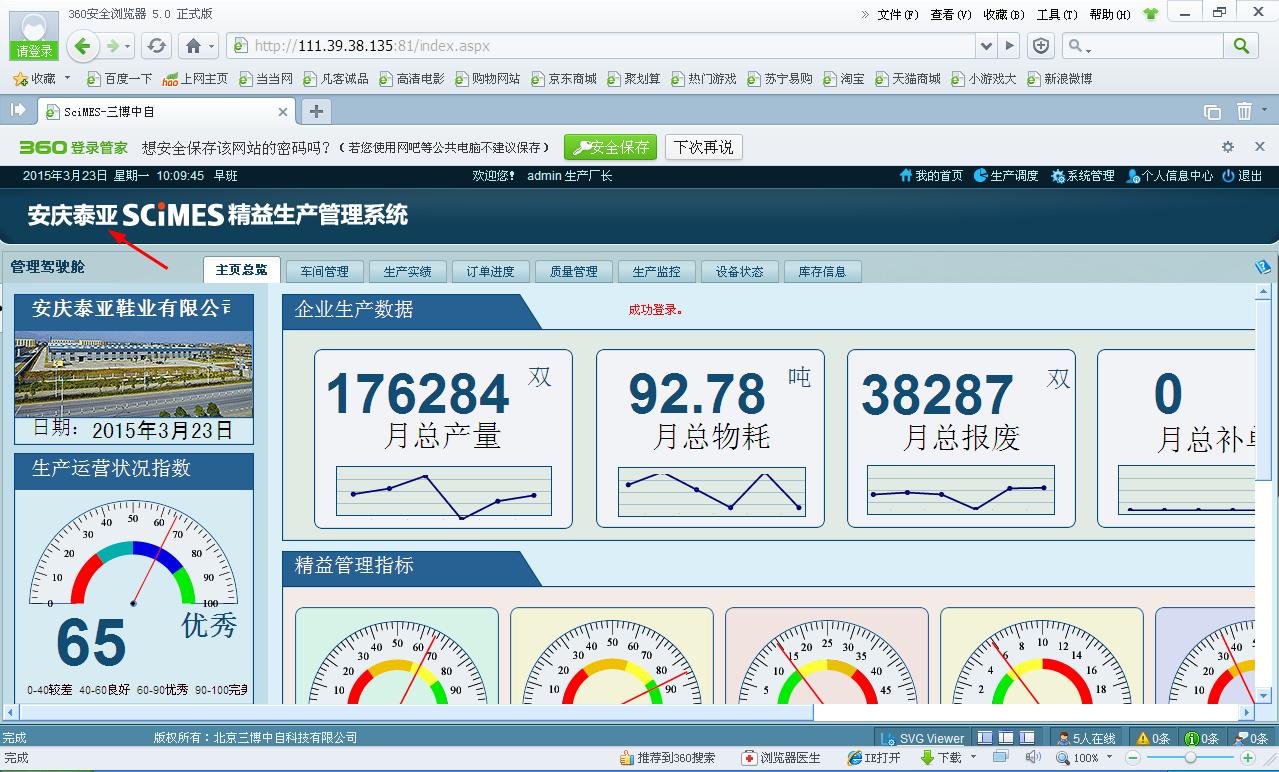 360安全浏览器 5.0 正式版
» 文件(F) 查看(V) 收藏(B) 工具(T) 帮助(H)
请登录
http://111.39.38.135:81/index.aspx
收藏 百度一下 hao 上网主页 当当网 凡客诚品 高清电影 购物网站 京东商城 聚划算 热门游戏 苏宁易购 淘宝 天猫商城 小游戏大 新浪微博
SciMES-三博中自
360 登录管家 想安全保存该网站的密码吗？（若您使用网吧等公共电脑不建议保存） 安全保存 下次再说
2015年3月23日 星期一 10:09:45 早班 欢迎您! admin 生产厂长 我的首页 生产调度 系统管理 个人信息中心 退出
安庆泰亚 SCiMES 精益生产管理系统
管理驾驶舱 主页总览 车间管理 生产实绩 订单进度 质量管理 生产监控 设备状态 库存信息
安庆泰亚鞋业有限公司
日期: 2015年3月23日
生产运营状况指数
0 10 20 30 40 50 60 70 80 90 100
65 优秀
0-40较差 60-90优秀
企业生产数据 成功登录。
176284 双
月总产量
92.78 吨
月总物耗
38287 双
月总报废
0
月总补
精益管理指标
10 20 30 40 50 60 70 80 90
10 20 30 40 50 60 70 80 90
5 10 15 20 25 30 35 40 45
2 4 6 8 10 12 14 16 18
10 20 30 40
完成 版权所有：北京三博中自科技有限公司 SVG Viewer 5人在线 0条 0条 0条
完成 推荐到360搜索 浏览器医生 IE打开 下载 100%